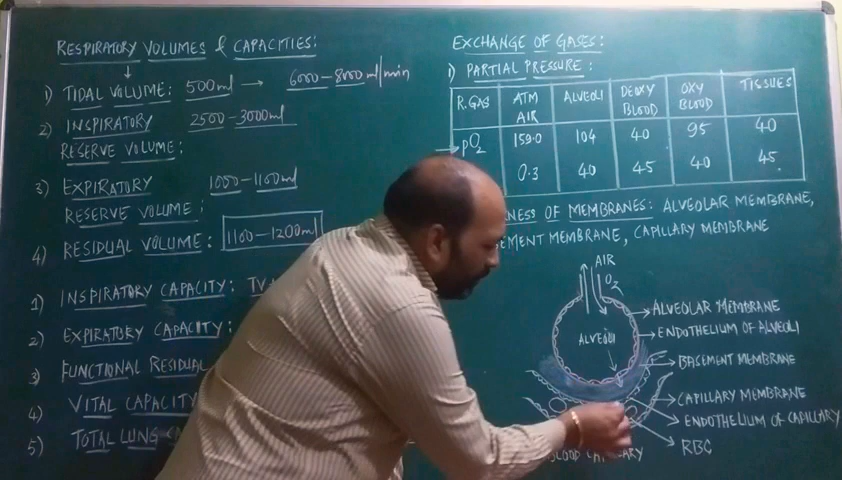 RESPIRATORY VOLUMES & CAPACITIES:
1) TIDAL VOLUME: 500ml → 6000-8000ml/min
2) INSPIRATORY 2500-3000ml
RESERVE VOLUME:
3) EXPIRATORY 1000-1100ml
RESERVE VOLUME:
4) RESIDUAL VOLUME: 1100-1200ml
1) INSPIRATORY CAPACITY: TV
2) EXPIRATORY CAPACITY:
3) FUNCTIONAL RESIDUAL
4) VITAL CAPACITY
5) TOTAL LUNG
EXCHANGE OF GASES:
1) PARTIAL PRESSURE:
R.GAS ATM AIR ALVEOLI DEOXY BLOOD OXY BLOOD TISSUES
pO2 159.0 104 40 95 40
0.3 40 45 40 45
NESS OF MEMBRANES: ALVEOLAR MEMBRANE,
EMENT MEMBRANE, CAPILLARY MEMBRANE
AIR
O2
ALVEOLI
ALVEOLAR MEMBRANE
ENDOTHELIUM OF ALVEOLI
BASEMENT MEMBRANE
CAPILLARY MEMBRANE
ENDOTHELIUM OF CAPILLARY
RBC
BLOOD CAPILLARY